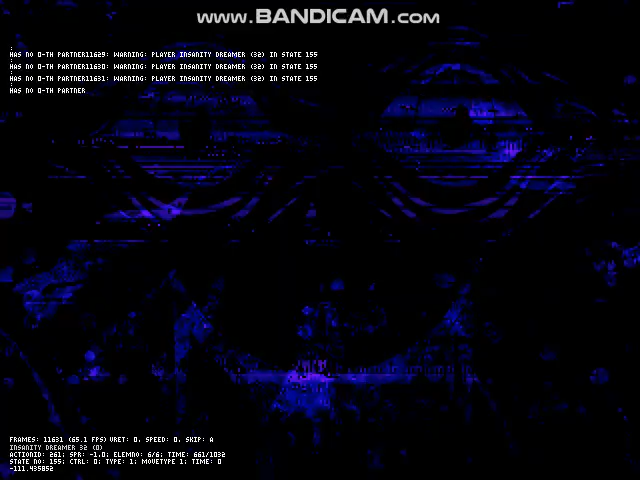 www.BANDICAM.com
:
HAS NO 0-TH PARTNER11629: WARNING: PLAYER INSANITY DREAMER (32) IN STATE 155
:
HAS NO 0-TH PARTNER11630: WARNING: PLAYER INSANITY DREAMER (32) IN STATE 155
:
HAS NO 0-TH PARTNER11631: WARNING: PLAYER INSANITY DREAMER (32) IN STATE 155
:
HAS NO 0-TH PARTNER
FRAMES: 11631 (65.1 FPS) VRET: 0. SPEED: 0. SKIP: A
INSANITY DREAMER 32 (0)
ACTIONID: 261; SPR: -1.0; ELEMNO: 6/6; TIME: 661/1032
STATE NO: 155; CTRL: 0; TYPE: 1; MOVETYPE 1; TIME: 0
-111.435852